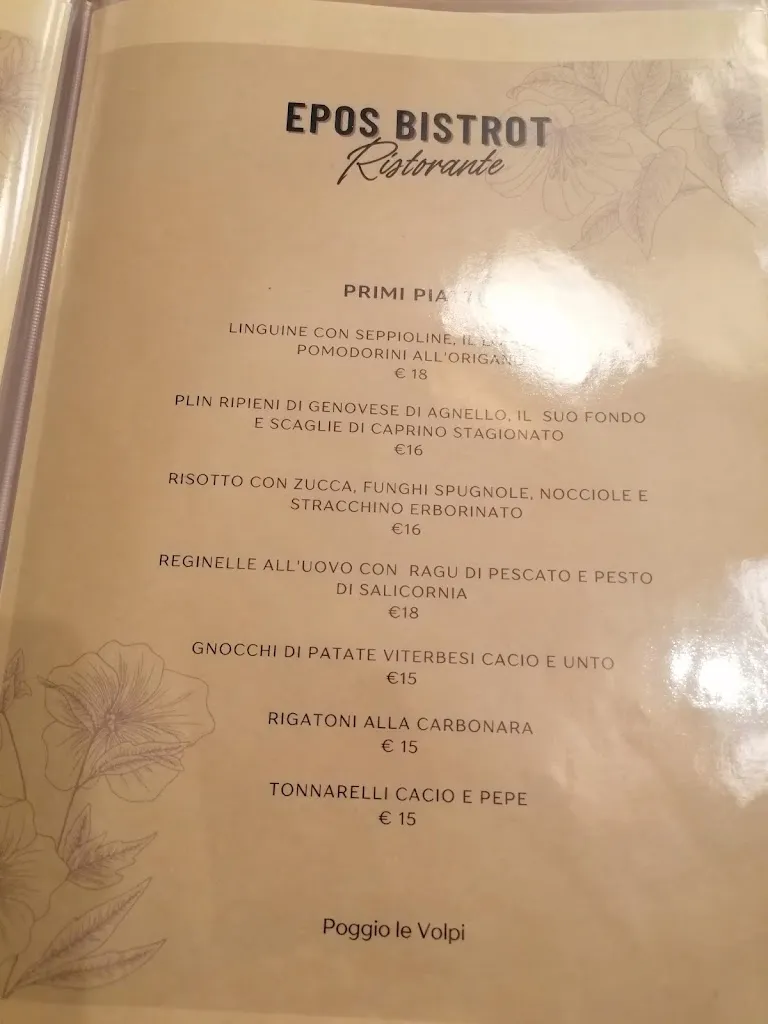 EPOS BISTROT
Ristorante
PRIMI PIATTI
LINGUINE CON SEPPIOLINE, IL
POMODORINI ALL'ORIGANO
€ 18
PLIN RIPIENI DI GENOVESE DI AGNELLO, IL SUO FONDO
E SCAGLIE DI CAPRINO STAGIONATO
€16
RISOTTO CON ZUCCA, FUNGHI SPUGNOLE, NOCCIOLE E
STRACCHINO ERBORINATO
€16
REGINELLE ALL'UOVO CON RAGU DI PESCATO E PESTO
DI SALICORNIA
€18
GNOCCHI DI PATATE VITERBESI CACIO E UNTO
€15
RIGATONI ALLA CARBONARA
€ 15
TONNARELLI CACIO E PEPE
€ 15
Poggio le Volpi